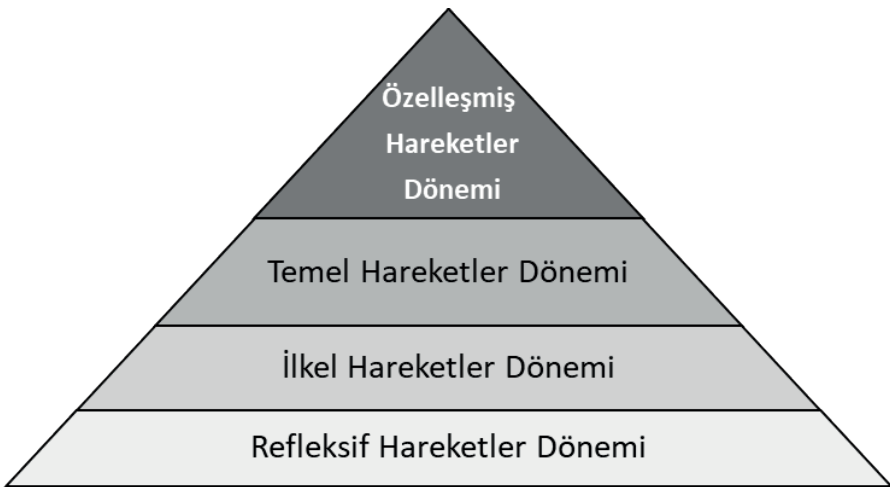 Özelleşmiş
Hareketler
Dönemi
Temel Hareketler Dönemi
İlkel Hareketler Dönemi
Refleksif Hareketler Dönemi